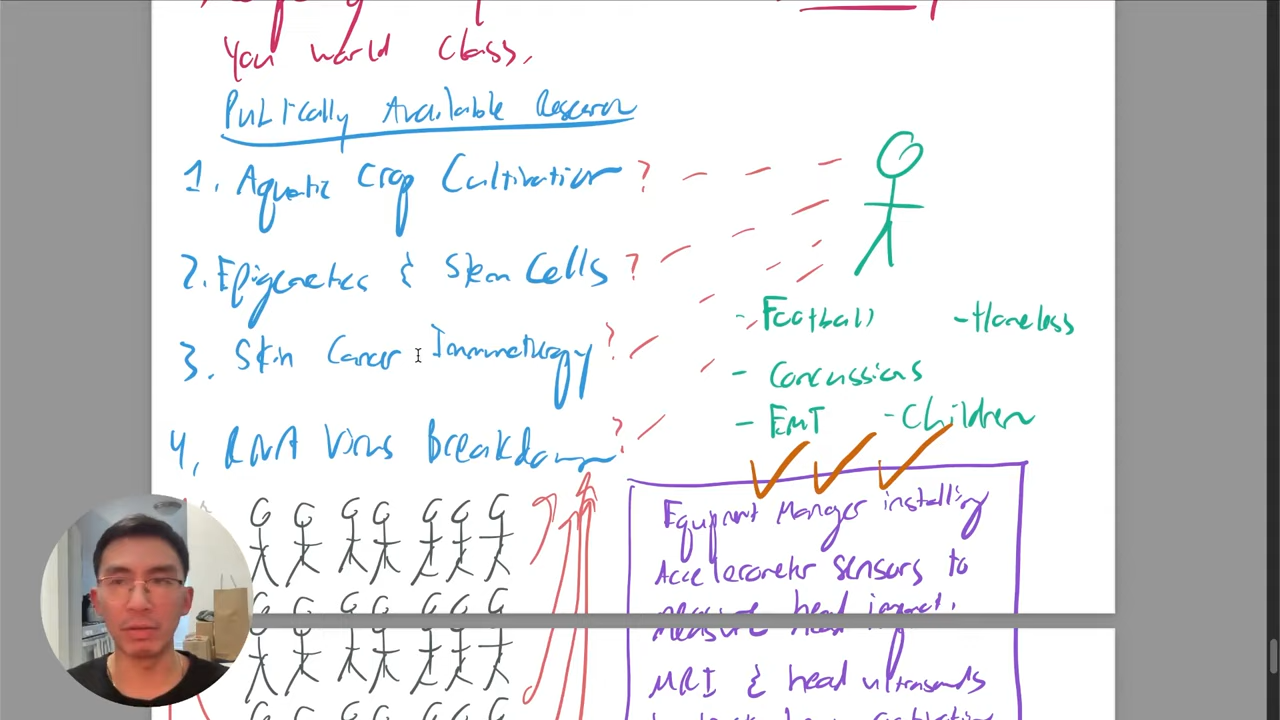 You world class,
Publically Available Research
1. Aquatic Crop Cultivation ?
2. Epigenetics & Stem Cells ?
3. Skin Cancer Immunotherapy ?
4. RNA Virus Breakdown ?
- Football
- Homeless
- Concussions
- EMT
- Children
Equipment Manger installing
Accelerometer sensors to
measure head impact.
MRI & head ultrasounds